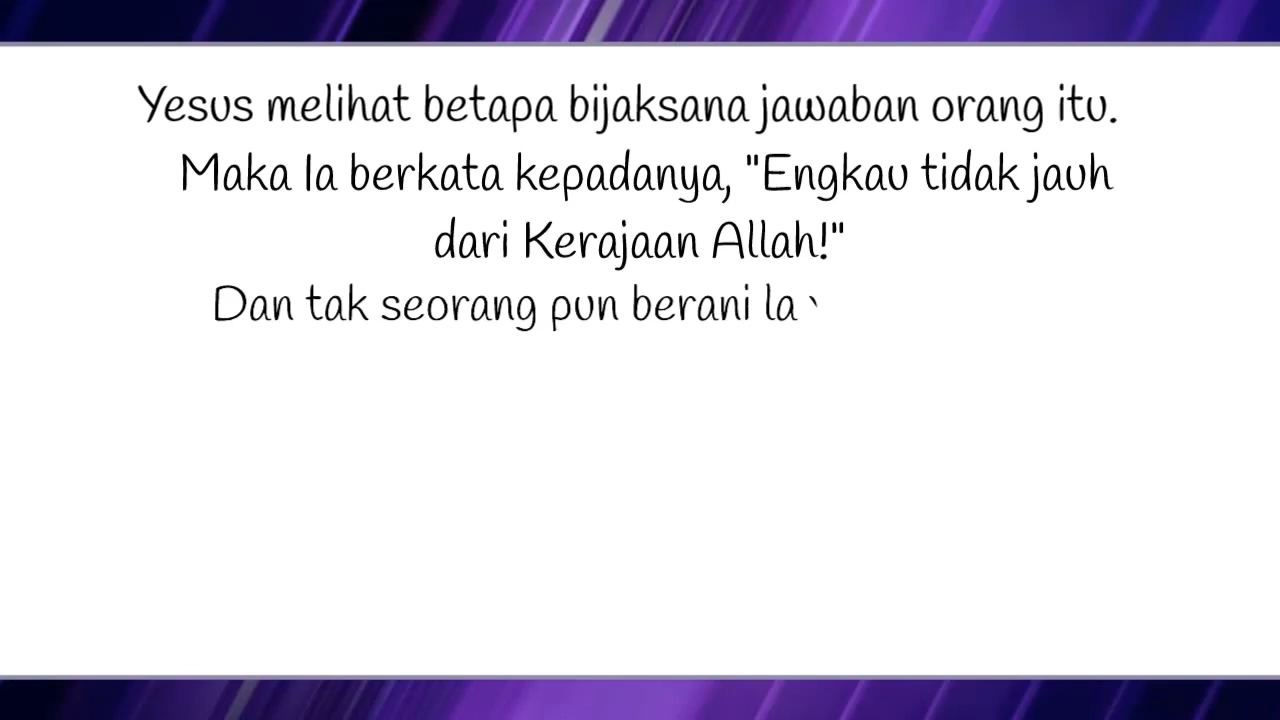 Yesus melihat betapa bijaksana jawaban orang itu.
Maka Ia berkata kepadanya, "Engkau tidak jauh
dari Kerajaan Allah!"
Dan tak seorang pun berani la